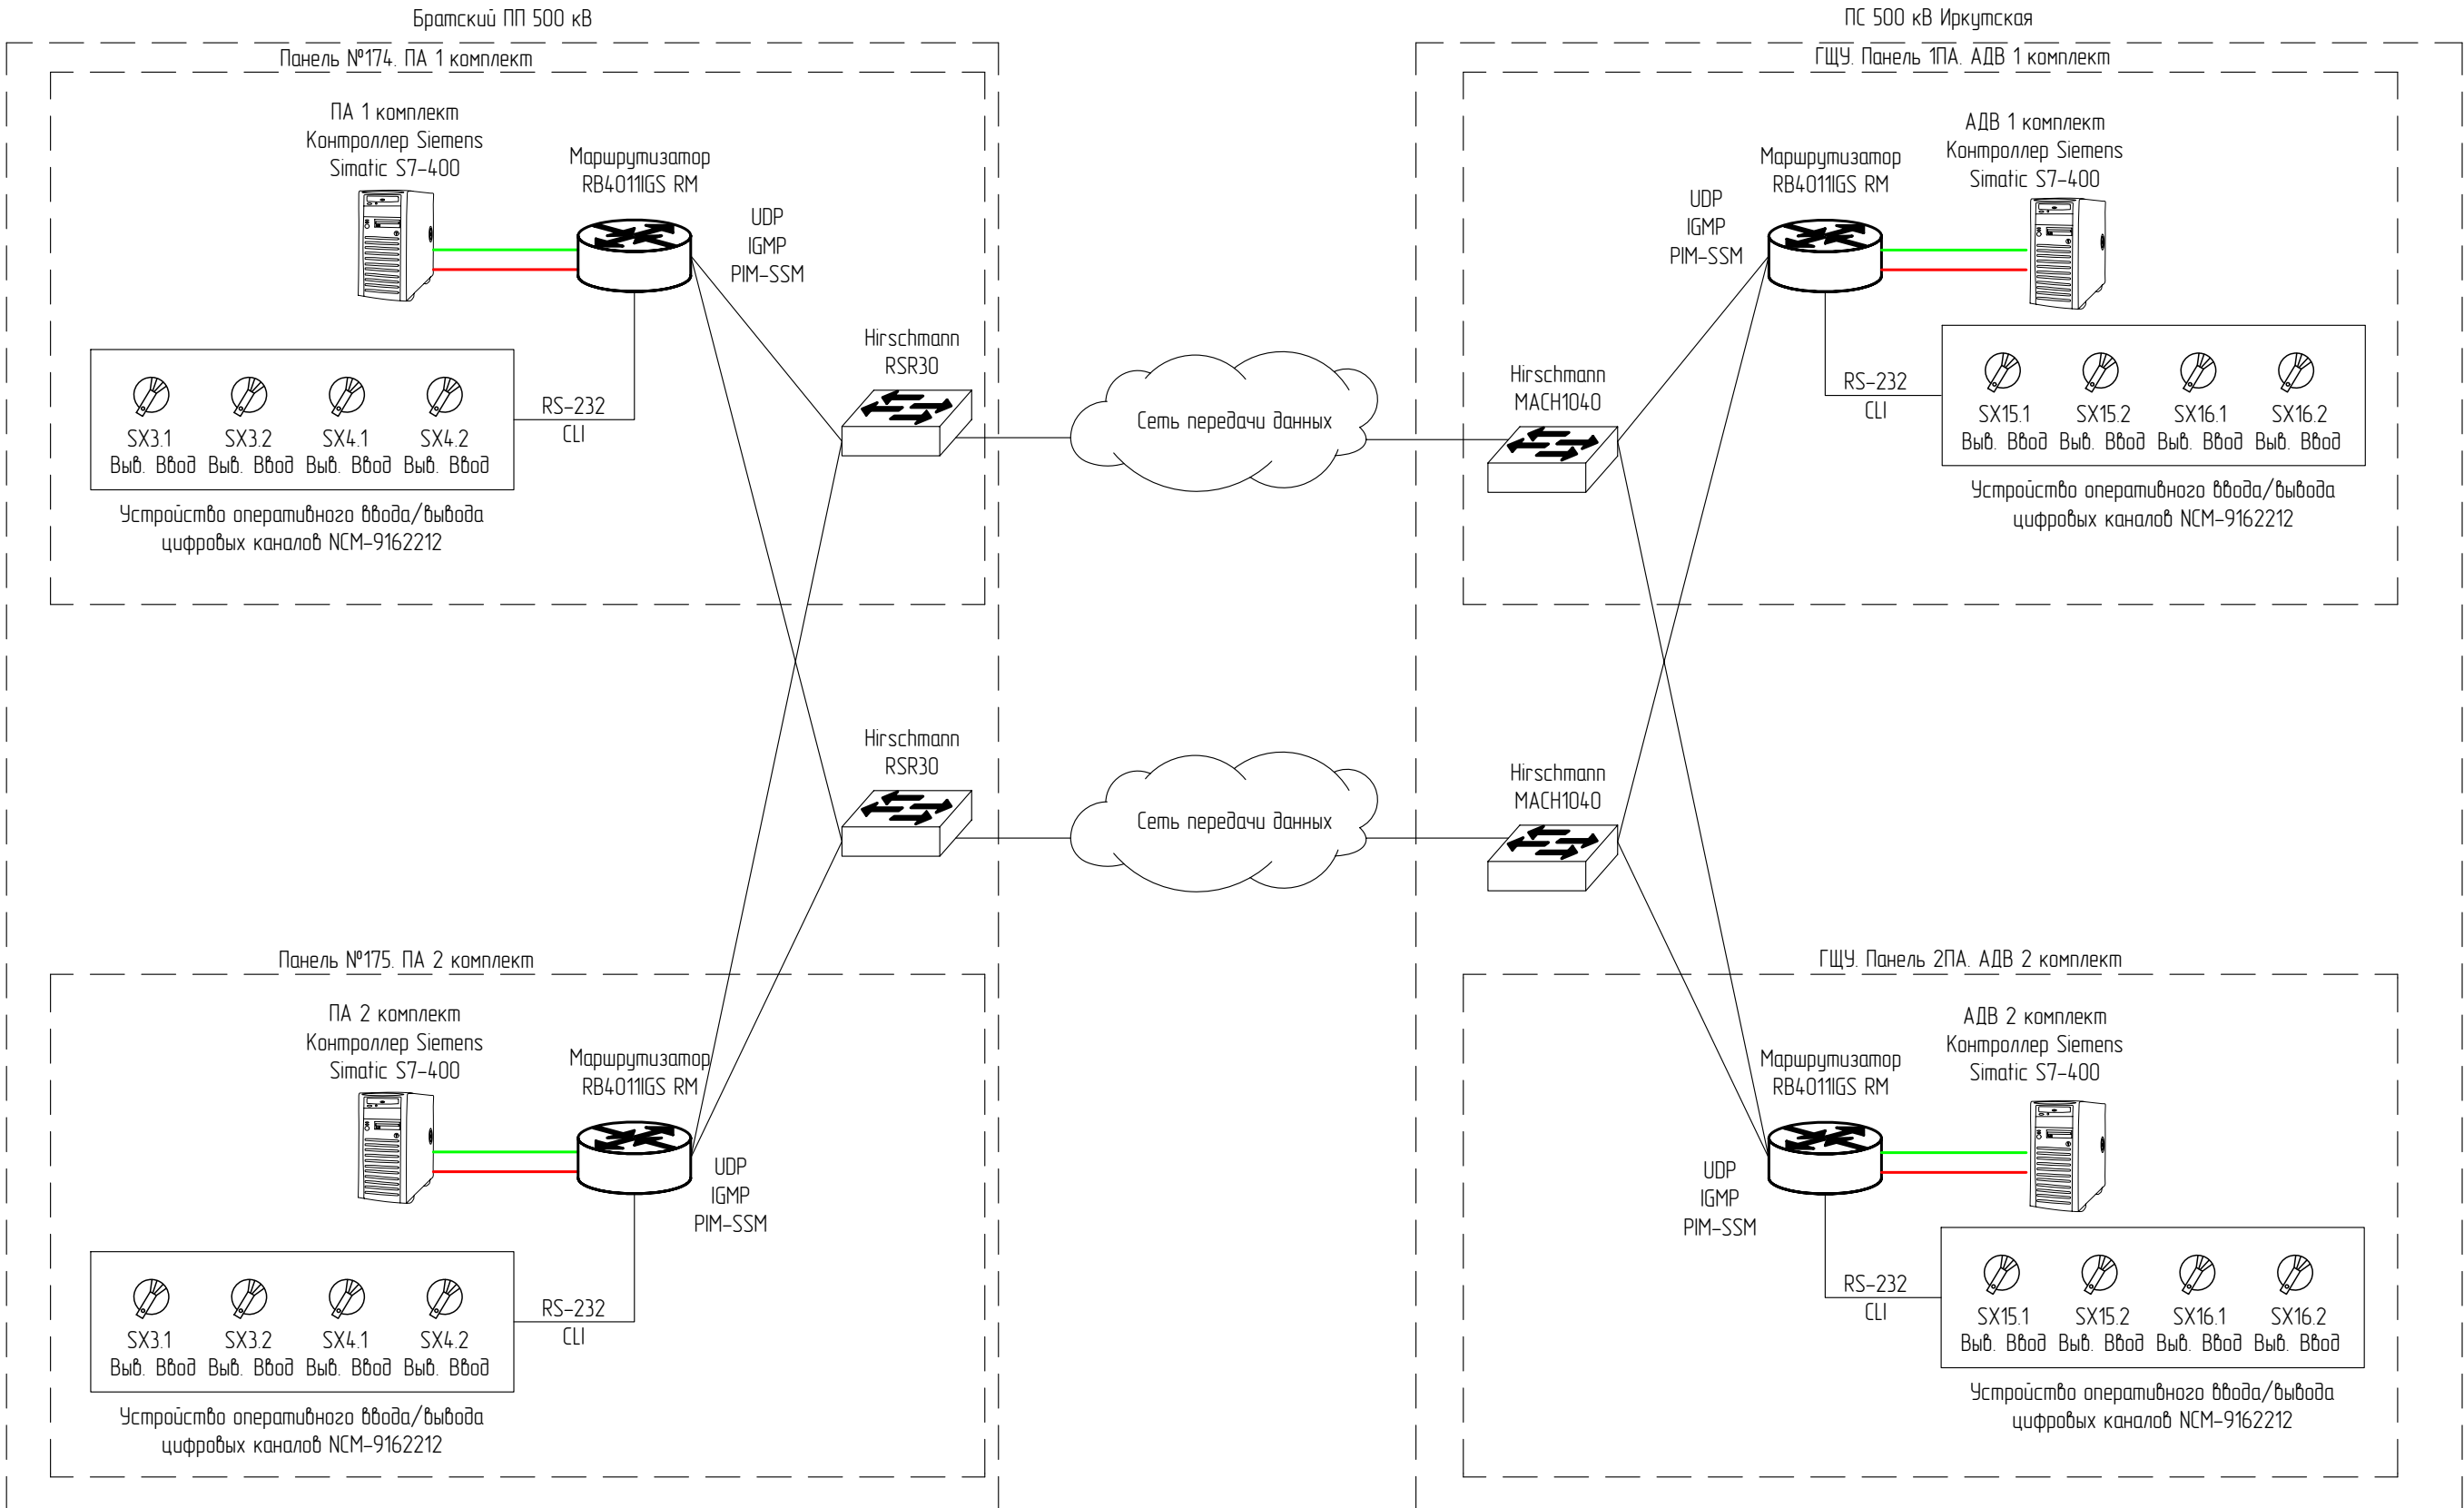 Братский ПП 500 кВ
Панель №174. ПА 1 комплект
ПА 1 комплект
Контроллер Siemens
Simatic S7-400
Маршрутизатор
RB4011IGS RM
UDP
IGMP
PIM-SSM
Hirschmann
RSR30
RS-232
CLI
SX3.1
Выв. Ввод
SX3.2
Выв. Ввод
SX4.1
Выв. Ввод
SX4.2
Выв. Ввод
Устройство оперативного ввода/вывода
цифровых каналов NCM-9162212
Сеть передачи данных
ПС 500 кВ Иркутская
ГЩУ. Панель 1ПА. АДВ 1 комплект
UDP
IGMP
PIM-SSM
Маршрутизатор
RB4011IGS RM
АДВ 1 комплект
Контроллер Siemens
Simatic S7-400
Hirschmann
MACH1040
RS-232
CLI
SX15.1
Выв. Ввод
SX15.2
Выв. Ввод
SX16.1
Выв. Ввод
SX16.2
Выв. Ввод
Устройство оперативного ввода/вывода
цифровых каналов NCM-9162212
Hirschmann
RSR30
Сеть передачи данных
Hirschmann
MACH1040
Панель №175. ПА 2 комплект
ПА 2 комплект
Контроллер Siemens
Simatic S7-400
Маршрутизатор
RB4011IGS RM
UDP
IGMP
PIM-SSM
RS-232
CLI
SX3.1
Выв. Ввод
SX3.2
Выв. Ввод
SX4.1
Выв. Ввод
SX4.2
Выв. Ввод
Устройство оперативного ввода/вывода
цифровых каналов NCM-9162212
ГЩУ. Панель 2ПА. АДВ 2 комплект
UDP
IGMP
PIM-SSM
Маршрутизатор
RB4011IGS RM
АДВ 2 комплект
Контроллер Siemens
Simatic S7-400
RS-232
CLI
SX15.1
Выв. Ввод
SX15.2
Выв. Ввод
SX16.1
Выв. Ввод
SX16.2
Выв. Ввод
Устройство оперативного ввода/вывода
цифровых каналов NCM-9162212